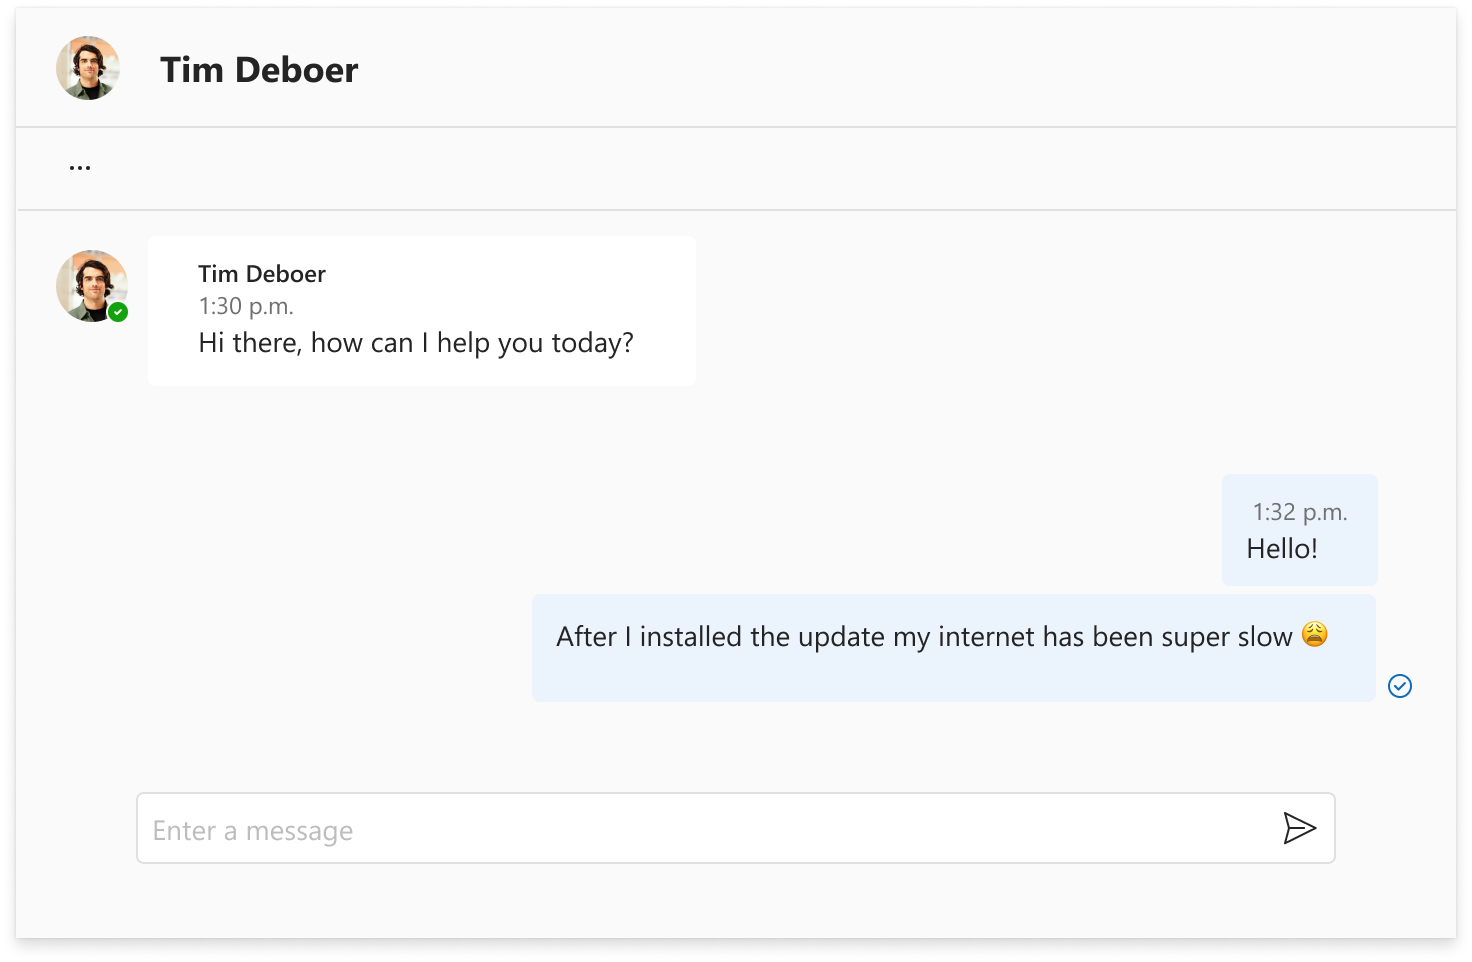 Tim Deboer
...
Tim Deboer
1:30 p.m.
Hi there, how can I help you today?
1:32 p.m.
Hello!
After I installed the update my internet has been super slow 😩
Enter a message